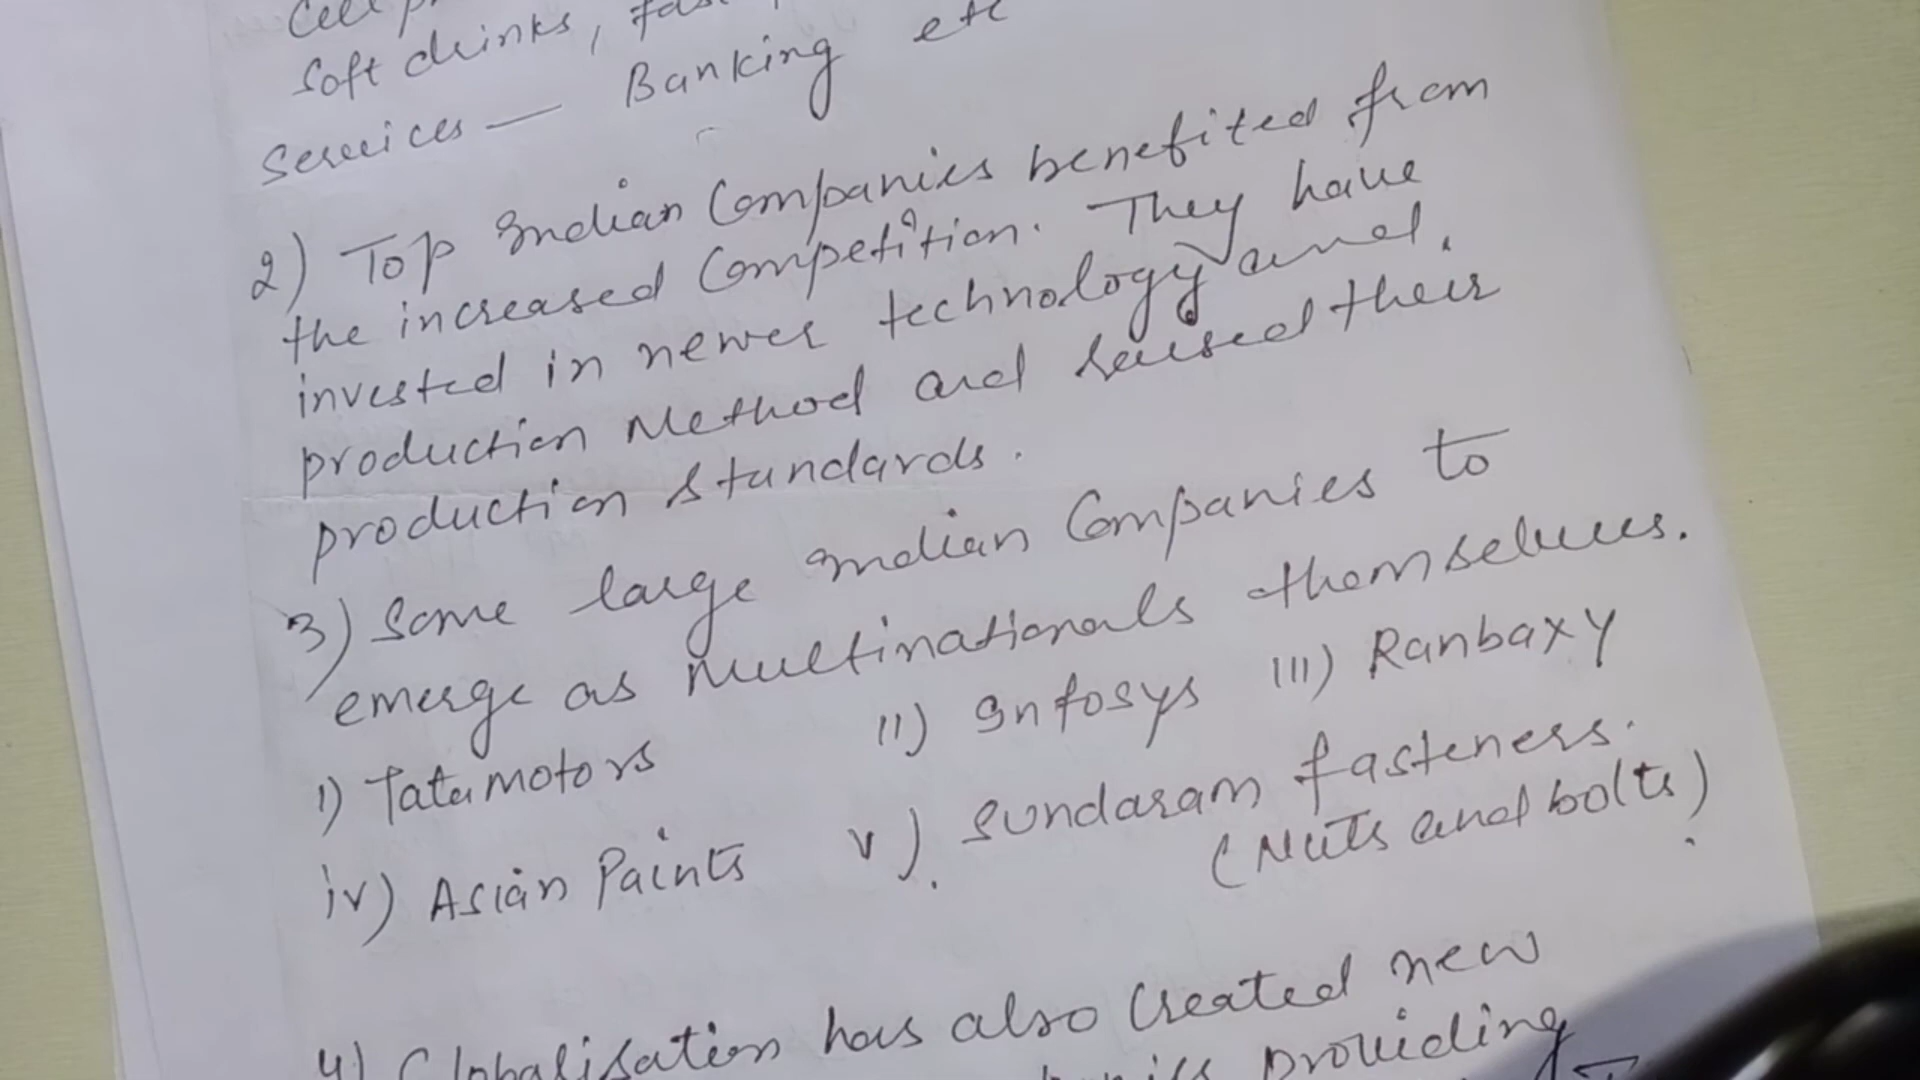 soft drinks,
services — Banking etc
2) Top Indian Companies benefited from
the increased Competition. They have
invested in newer technology and
production Method and raised their
production standards.
3) Some large Indian Companies to
emerge as Multinationals themselves.
i) Tata motors ii) Infosys iii) Ranbaxy
iv) Asian Paints v) Sundaram fasteners.
(Nuts and bolts)
4) Globalisation has also Created new
providing